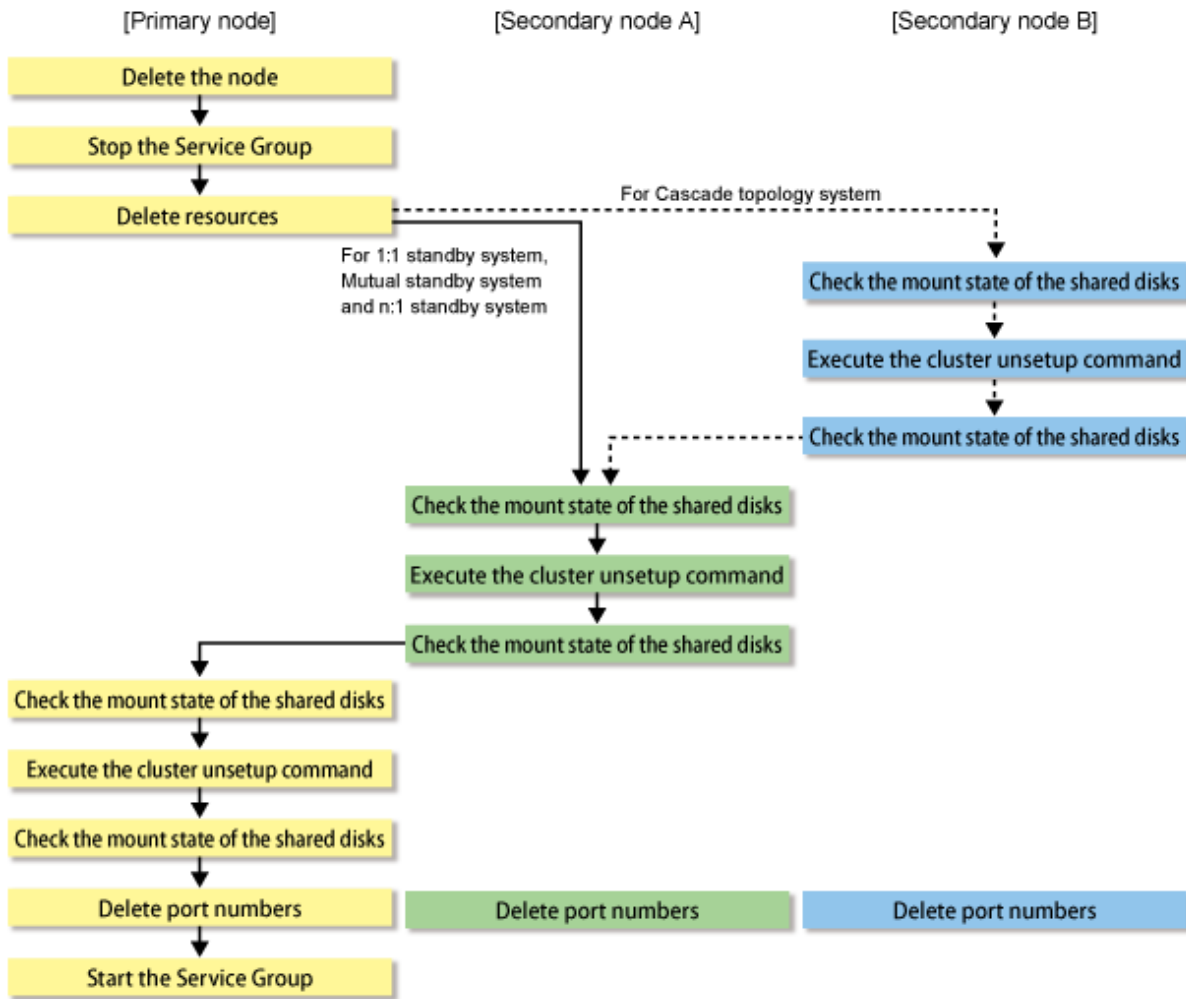 [Primary node]
[Secondary node A]
[Secondary node B]
Delete the node
Stop the Service Group
Delete resources
For Cascade topology system
For 1:1 standby system,
Mutual standby system
and n:1 standby system
Check the mount state of the shared disks
Execute the cluster unsetup command
Check the mount state of the shared disks
Check the mount state of the shared disks
Execute the cluster unsetup command
Check the mount state of the shared disks
Check the mount state of the shared disks
Execute the cluster unsetup command
Check the mount state of the shared disks
Delete port numbers
Delete port numbers
Delete port numbers
Start the Service Group